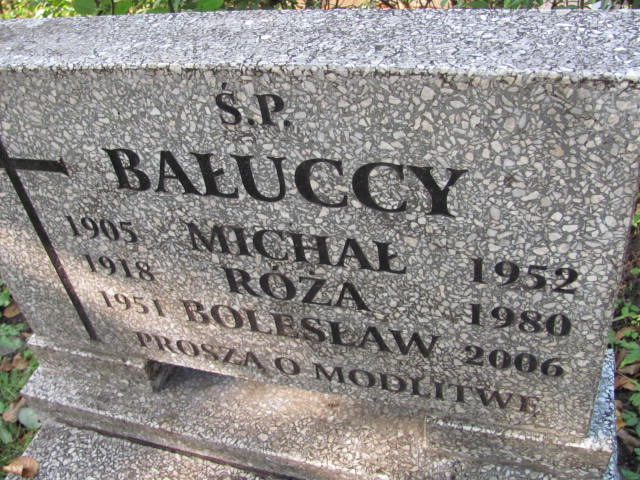 Ś.P.
BAŁUCCY
1905 MICHAŁ 1952
1918 RÓŻA 1980
1951 BOLESŁAW 2006
PROSZĄ O MODLITWĘ